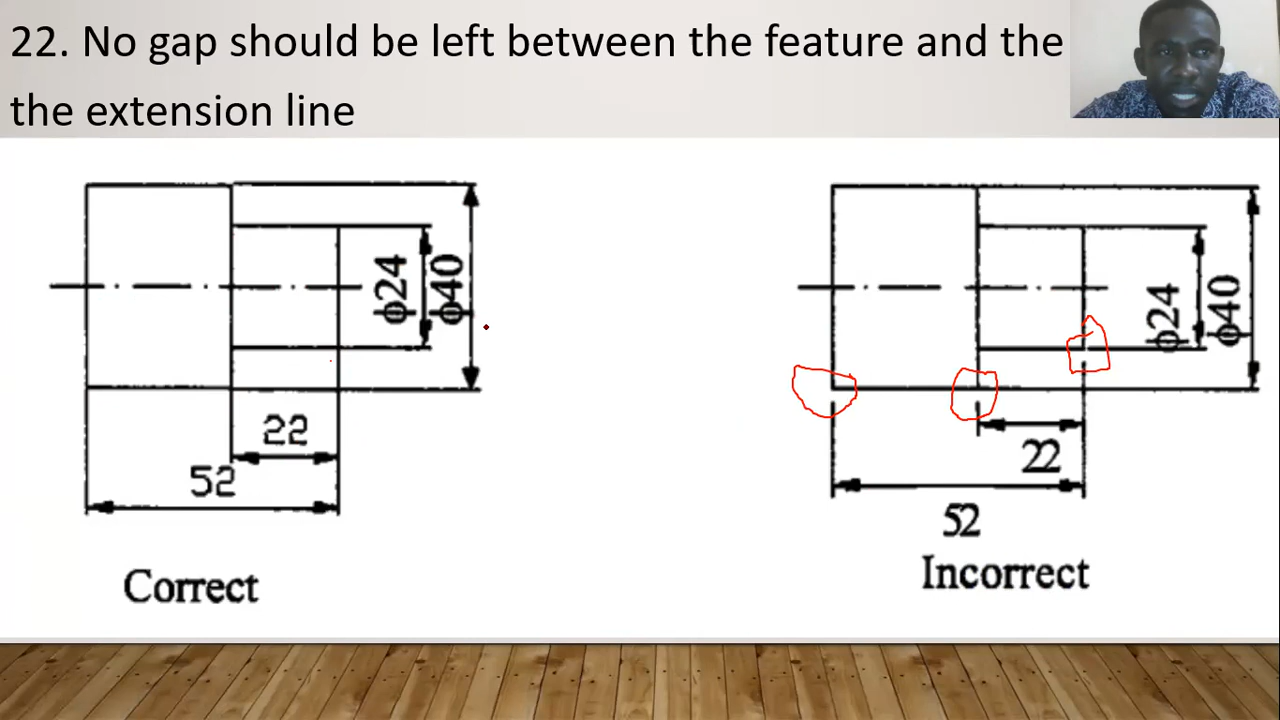 22. No gap should be left between the feature and the
the extension line
ϕ24
ϕ40
22
52
Correct
ϕ24
ϕ40
22
52
Incorrect